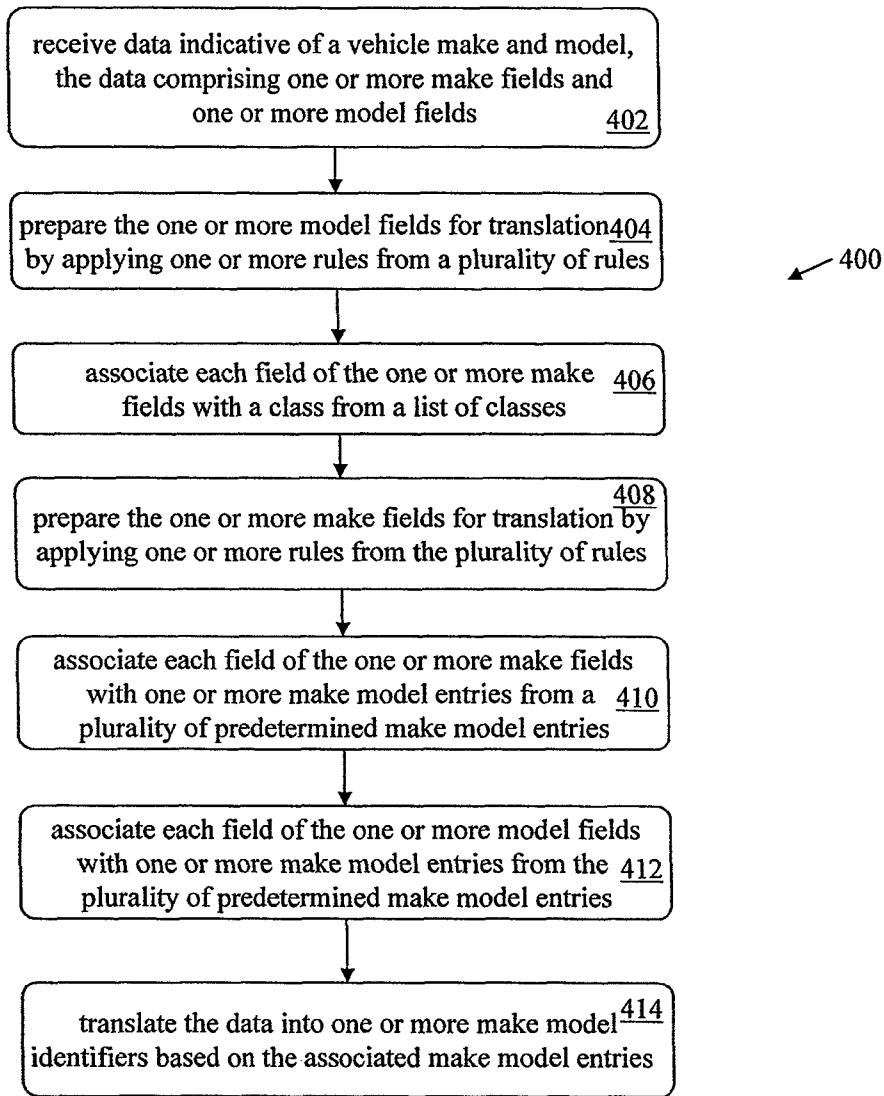 receive data indicative of a vehicle make and model,
the data comprising one or more make fields and
one or more model fields 402
prepare the one or more model fields for translation 404
by applying one or more rules from a plurality of rules
400
associate each field of the one or more make 406
fields with a class from a list of classes
408
prepare the one or more make fields for translation by
applying one or more rules from the plurality of rules
associate each field of the one or more make fields
with one or more make model entries from a 410
plurality of predetermined make model entries
associate each field of the one or more model fields
with one or more make model entries from the 412
plurality of predetermined make model entries
translate the data into one or more make model 414
identifiers based on the associated make model entries